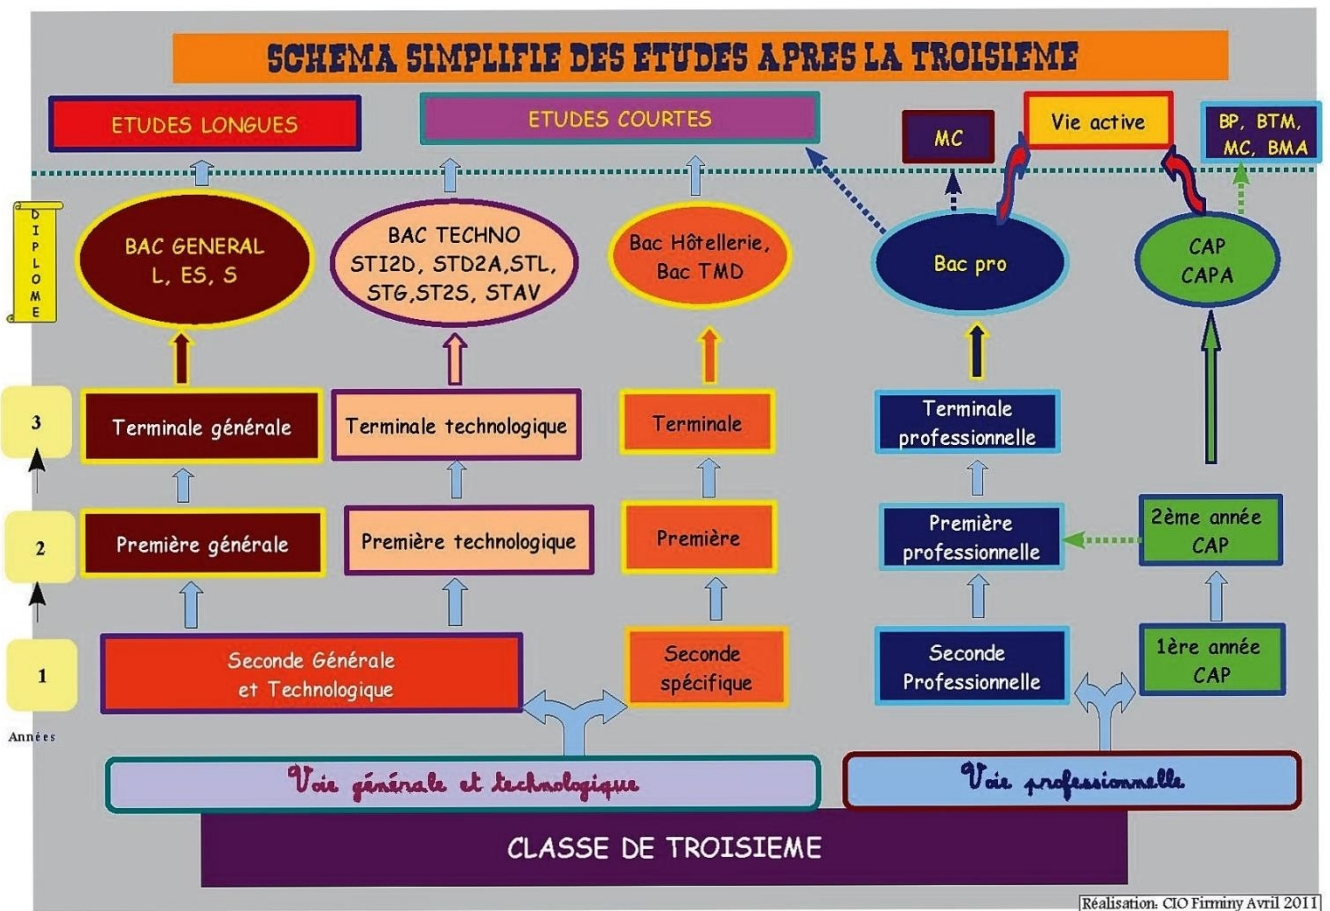 SCHEMA SIMPLIFIE DES ETUDES APRES LA TROISIEME
ETUDES LONGUES
ETUDES COURTES
MC
Vie active
BP, BTM,
MC, BMA
DIPLOME
BAC GENERAL
L, ES, S
BAC TECHNO
STI2D, STD2A,STL,
STG,ST2S, STAV
Bac Hôtellerie,
Bac TMD
Bac pro
CAP
CAPA
3
Terminale générale
Terminale technologique
Terminale
Terminale
professionnelle
2
Première générale
Première technologique
Première
Première
professionnelle
2ème année
CAP
1
Seconde Générale
et Technologique
Seconde
spécifique
Seconde
Professionnelle
1ère année
CAP
Années
Voie générale et technologique
Voie professionnelle
CLASSE DE TROISIEME
Réalisation: CIO Firminy Avril 2011